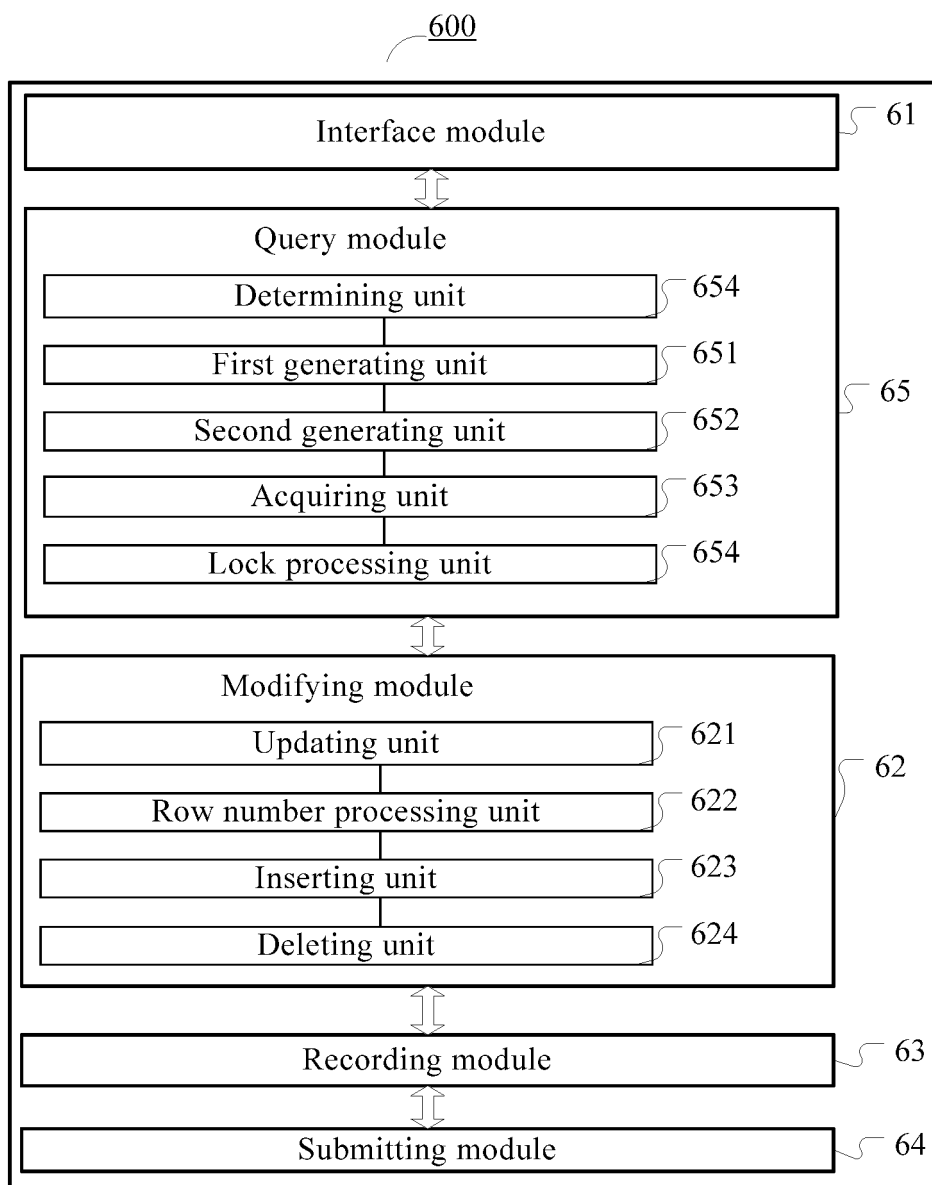 600
Interface module
61
Query module
Determining unit
654
First generating unit
651
Second generating unit
652
Acquiring unit
653
Lock processing unit
654
65
Modifying module
Updating unit
621
Row number processing unit
622
Inserting unit
623
Deleting unit
624
62
Recording module
63
Submitting module
64